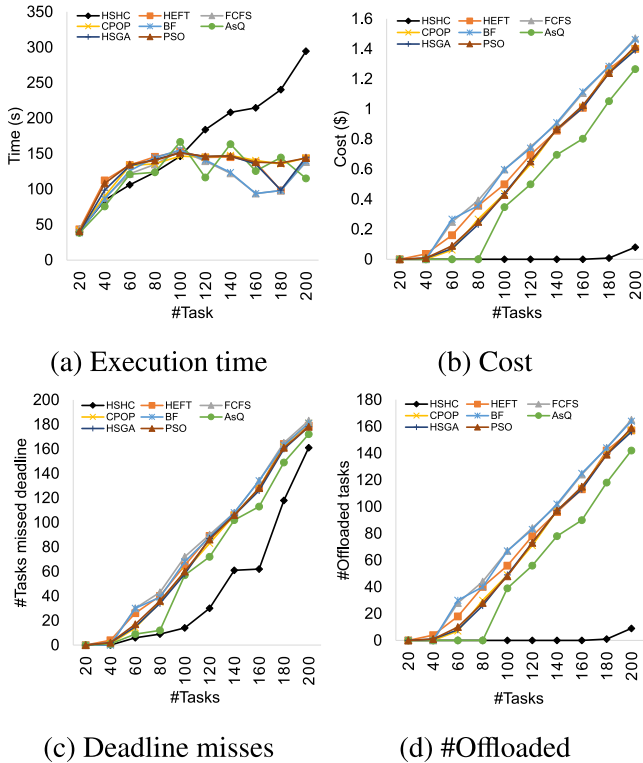 350
300
250
200
150
100
50
0
Time (s)
HSHC HEFT FCFS
CPOP BF AsQ
HSGA PSO
20 40 60 80 100 120 140 160 180 200
#Task
(a) Execution time
1.6
1.4
1.2
1
0.8
0.6
0.4
0.2
0
Cost ($)
HSHC HEFT FCFS
CPOP BF AsQ
HSGA PSO
20 40 60 80 100 120 140 160 180 200
#Tasks
(b) Cost
200
180
160
140
120
100
80
60
40
20
0
#Tasks missed deadline
HSHC HEFT FCFS
CPOP BF AsQ
HSGA PSO
20 40 60 80 100 120 140 160 180 200
#Tasks
(c) Deadline misses
180
160
140
120
100
80
60
40
20
0
#Offloaded tasks
HSHC HEFT FCFS
CPOP BF AsQ
HSGA PSO
20 40 60 80 100 120 140 160 180 200
#Tasks
(d) #Offloaded